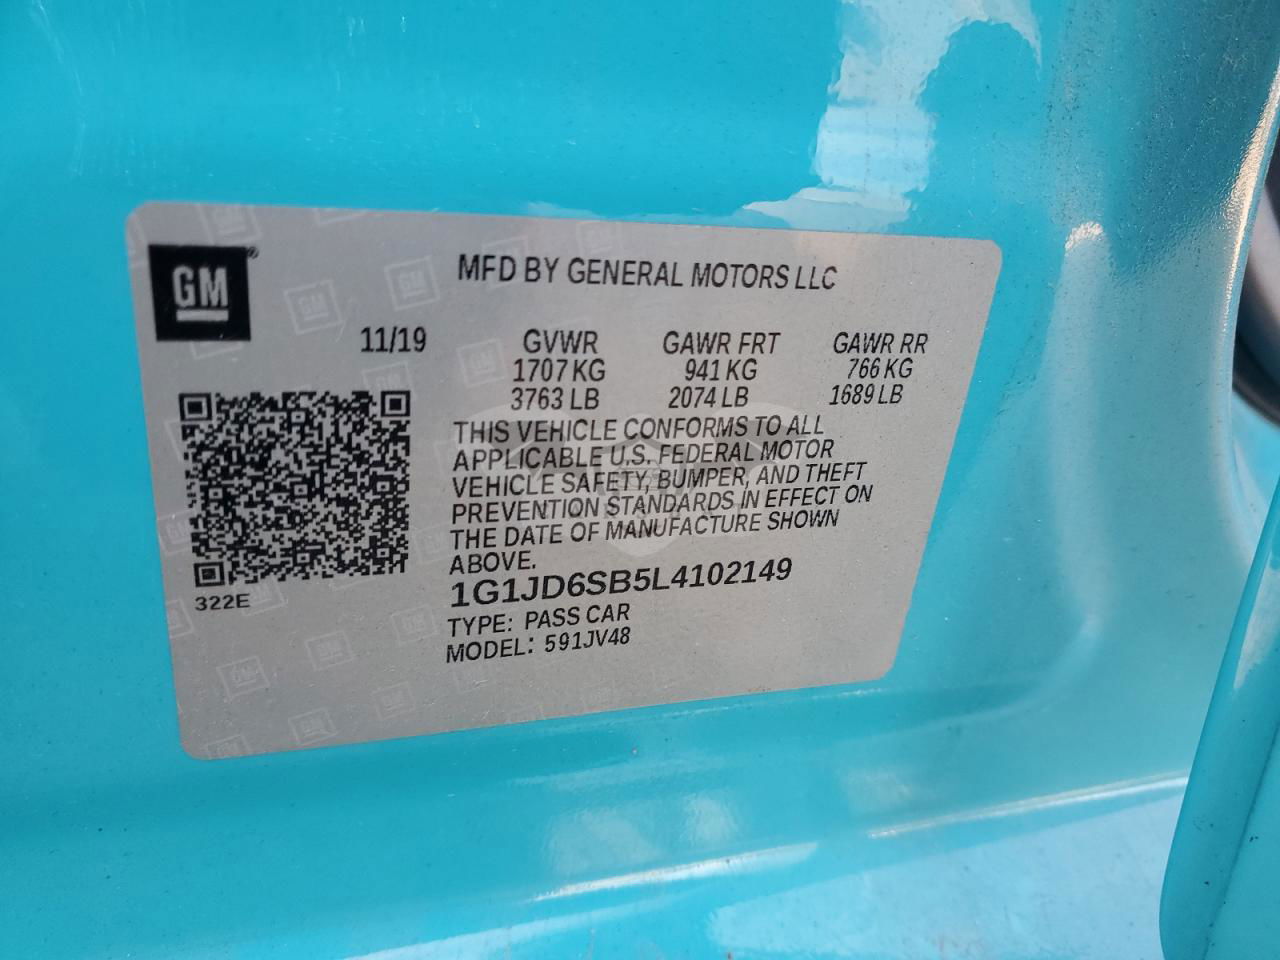 GM®
MFD BY GENERAL MOTORS LLC
11/19 GVWR GAWR FRT GAWR RR
1707 KG 941 KG 766 KG
3763 LB 2074 LB 1689 LB
THIS VEHICLE CONFORMS TO ALL
APPLICABLE U.S. FEDERAL MOTOR
VEHICLE SAFETY, BUMPER, AND THEFT
PREVENTION STANDARDS IN EFFECT ON
THE DATE OF MANUFACTURE SHOWN
ABOVE.
1G1JD6SB5L4102149
322E
TYPE: PASS CAR
MODEL: 591JV48